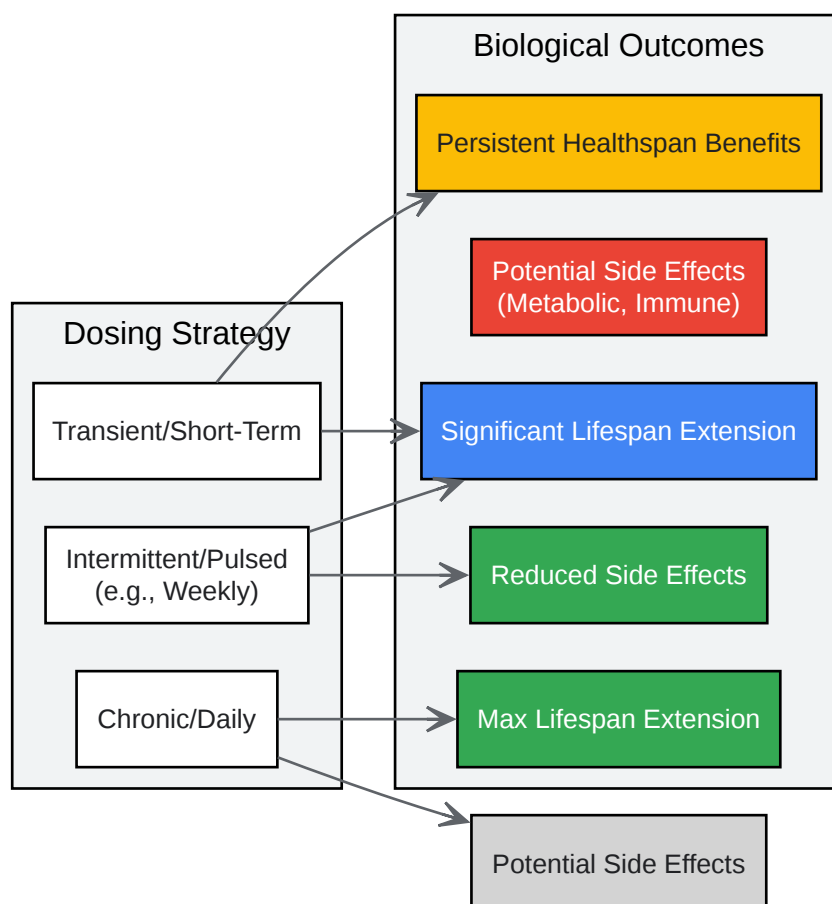 Biological Outcomes
Persistent Healthspan Benefits
Potential Side Effects
(Metabolic, Immune)
Dosing Strategy
Transient/Short-Term
Significant Lifespan Extension
Intermittent/Pulsed
(e.g., Weekly)
Reduced Side Effects
Chronic/Daily
Max Lifespan Extension
Potential Side Effects